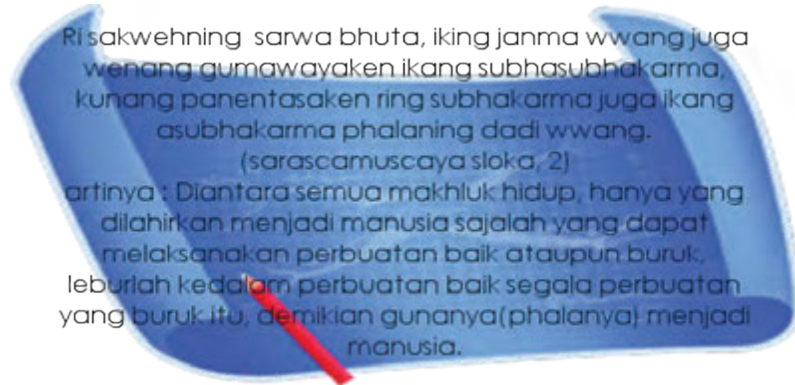 Ri sakwehning sarwa bhuta, iking janma wwang juga
wenang gumawayaken ikang subhasubhakarma,
kunang panentasaken ring subhakarma juga ikang
asubhakarma phalaning dadi wwang.
(sarascamuscaya sloka, 2)
artinya : Diantara semua makhluk hidup, hanya yang
dilahirkan menjadi manusia sajalah yang dapat
melaksanakan perbuatan baik ataupun buruk,
leburlah kedalam perbuatan baik segala perbuatan
yang buruk itu, demikian gunanya(phalanya) menjadi
manusia.